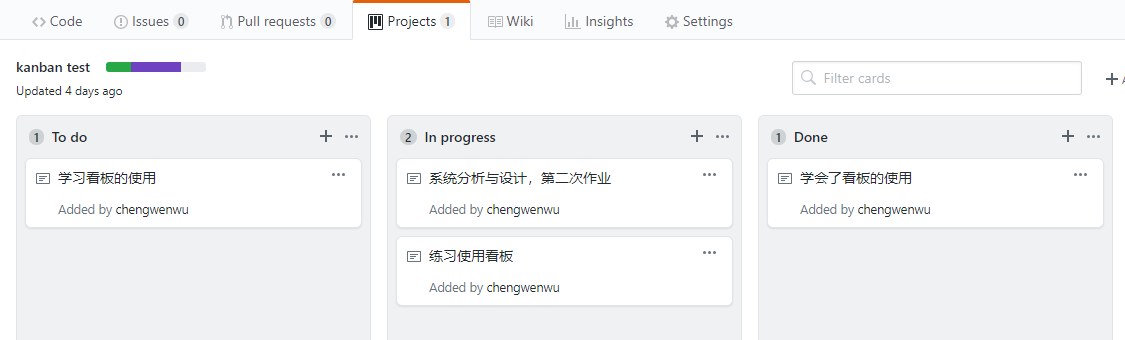 Code Issues 0 Pull requests 0 Projects 1 Wiki Insights Settings
kanban test
Updated 4 days ago
Filter cards
1 To do
学习看板的使用
Added by chengwenwu
2 In progress
系统分析与设计，第二次作业
Added by chengwenwu
练习使用看板
Added by chengwenwu
1 Done
学会了看板的使用
Added by chengwenwu